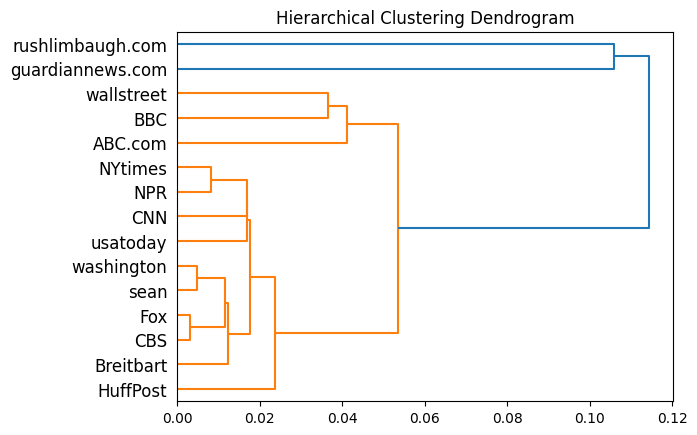 Hierarchical Clustering Dendrogram
rushlimbaugh.com
guardiannews.com
wallstreet
BBC
ABC.com
NYtimes
NPR
CNN
usatoday
washington
sean
Fox
CBS
Breitbart
HuffPost
0.00 0.02 0.04 0.06 0.08 0.10 0.12